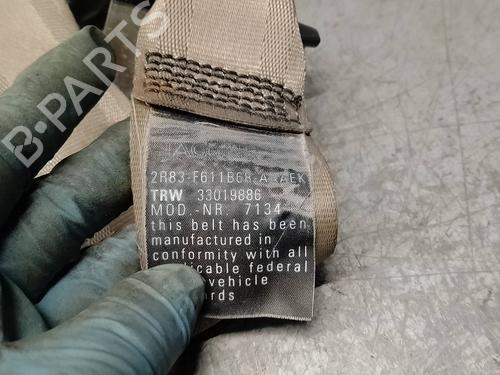 B-PARTS
JAGUAR
2R83-F611B68-A
TRW 33019886
MOD.-NR. 7134
this belt has been
manufactured in
conformity with all
federal
vehicle